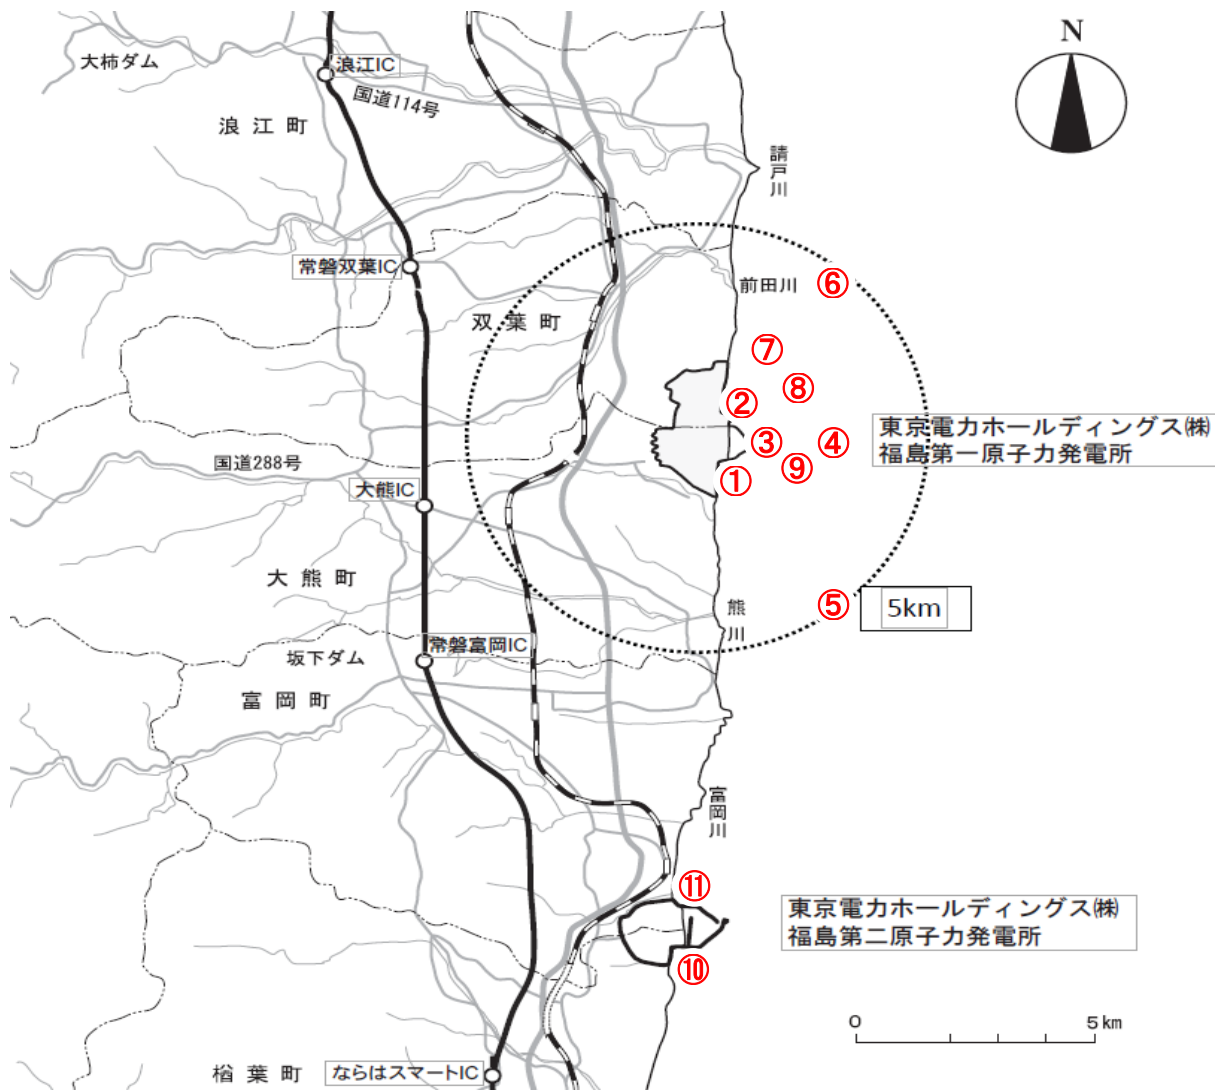 N
大柿ダム
浪江IC
国道114号
浪江町
請戸川
常磐双葉IC
前田川
⑥
双葉町
⑦
⑧
②
③
④
東京電力ホールディングス㈱
福島第一原子力発電所
国道288号
⑨
①
大熊IC
大熊町
⑤
5km
熊川
常磐富岡IC
坂下ダム
富岡町
富岡川
⑪
東京電力ホールディングス㈱
福島第二原子力発電所
⑩
0 5km
楢葉町
ならはスマートIC